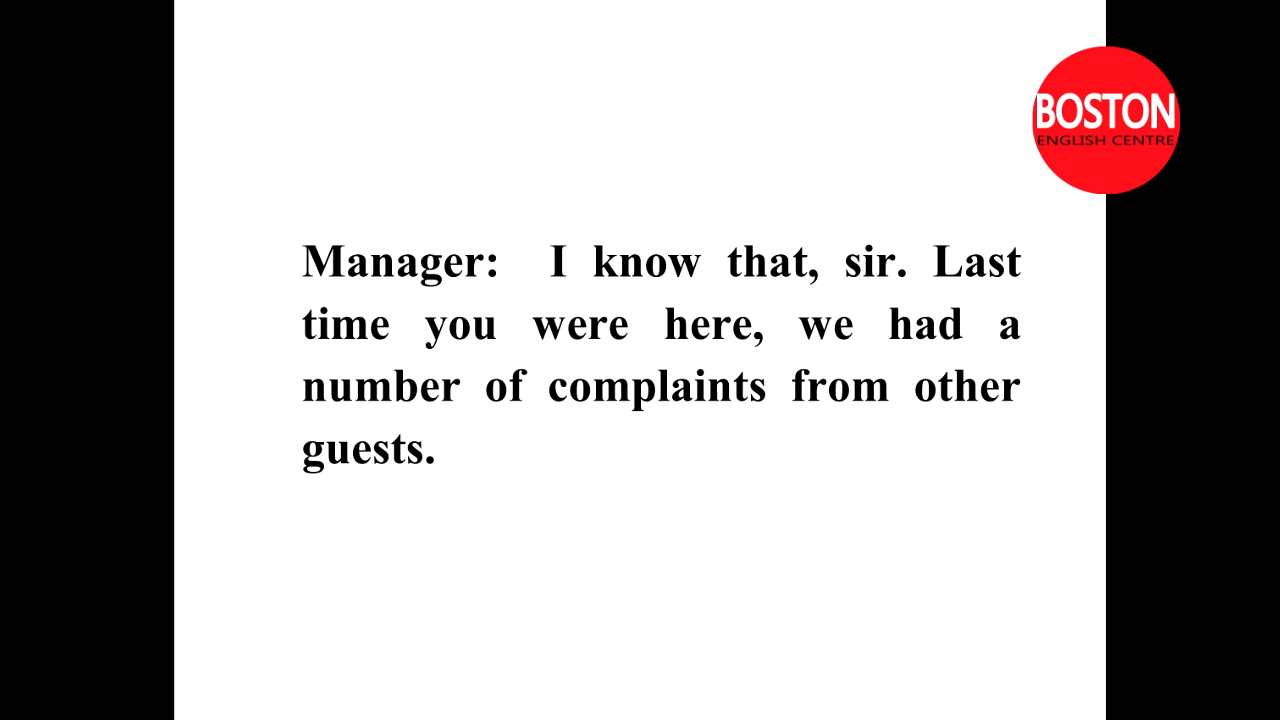 BOSTON
ENGLISH CENTRE
Manager: I know that, sir. Last
time you were here, we had a
number of complaints from other
guests.